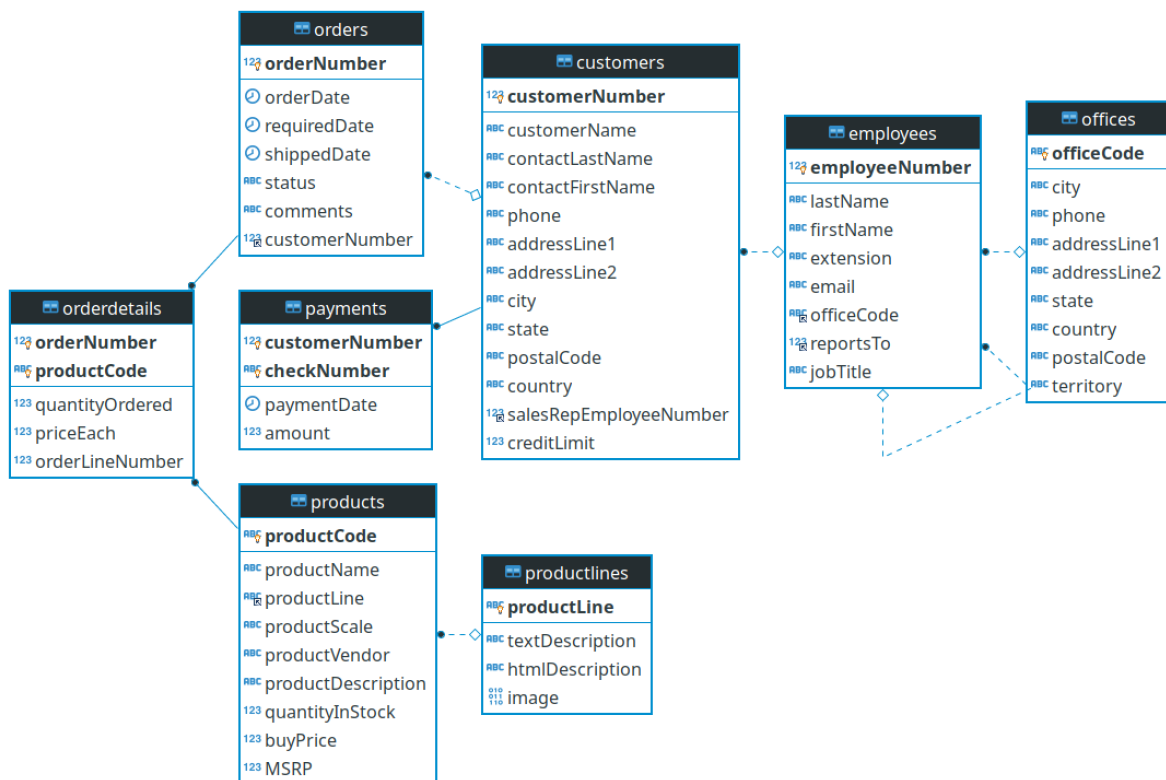 orders
orderNumber
orderDate
requiredDate
shippedDate
status
comments
customerNumber
customers
customerNumber
customerName
contactLastName
contactFirstName
phone
addressLine1
addressLine2
city
state
postalCode
country
salesRepEmployeeNumber
creditLimit
employees
employeeNumber
lastName
firstName
extension
email
officeCode
reportsTo
jobTitle
offices
officeCode
city
phone
addressLine1
addressLine2
state
country
postalCode
territory
orderdetails
orderNumber
productCode
quantityOrdered
priceEach
orderLineNumber
payments
customerNumber
checkNumber
paymentDate
amount
products
productCode
productName
productLine
productScale
productVendor
productDescription
quantityInStock
buyPrice
MSRP
productlines
productLine
textDescription
htmlDescription
image